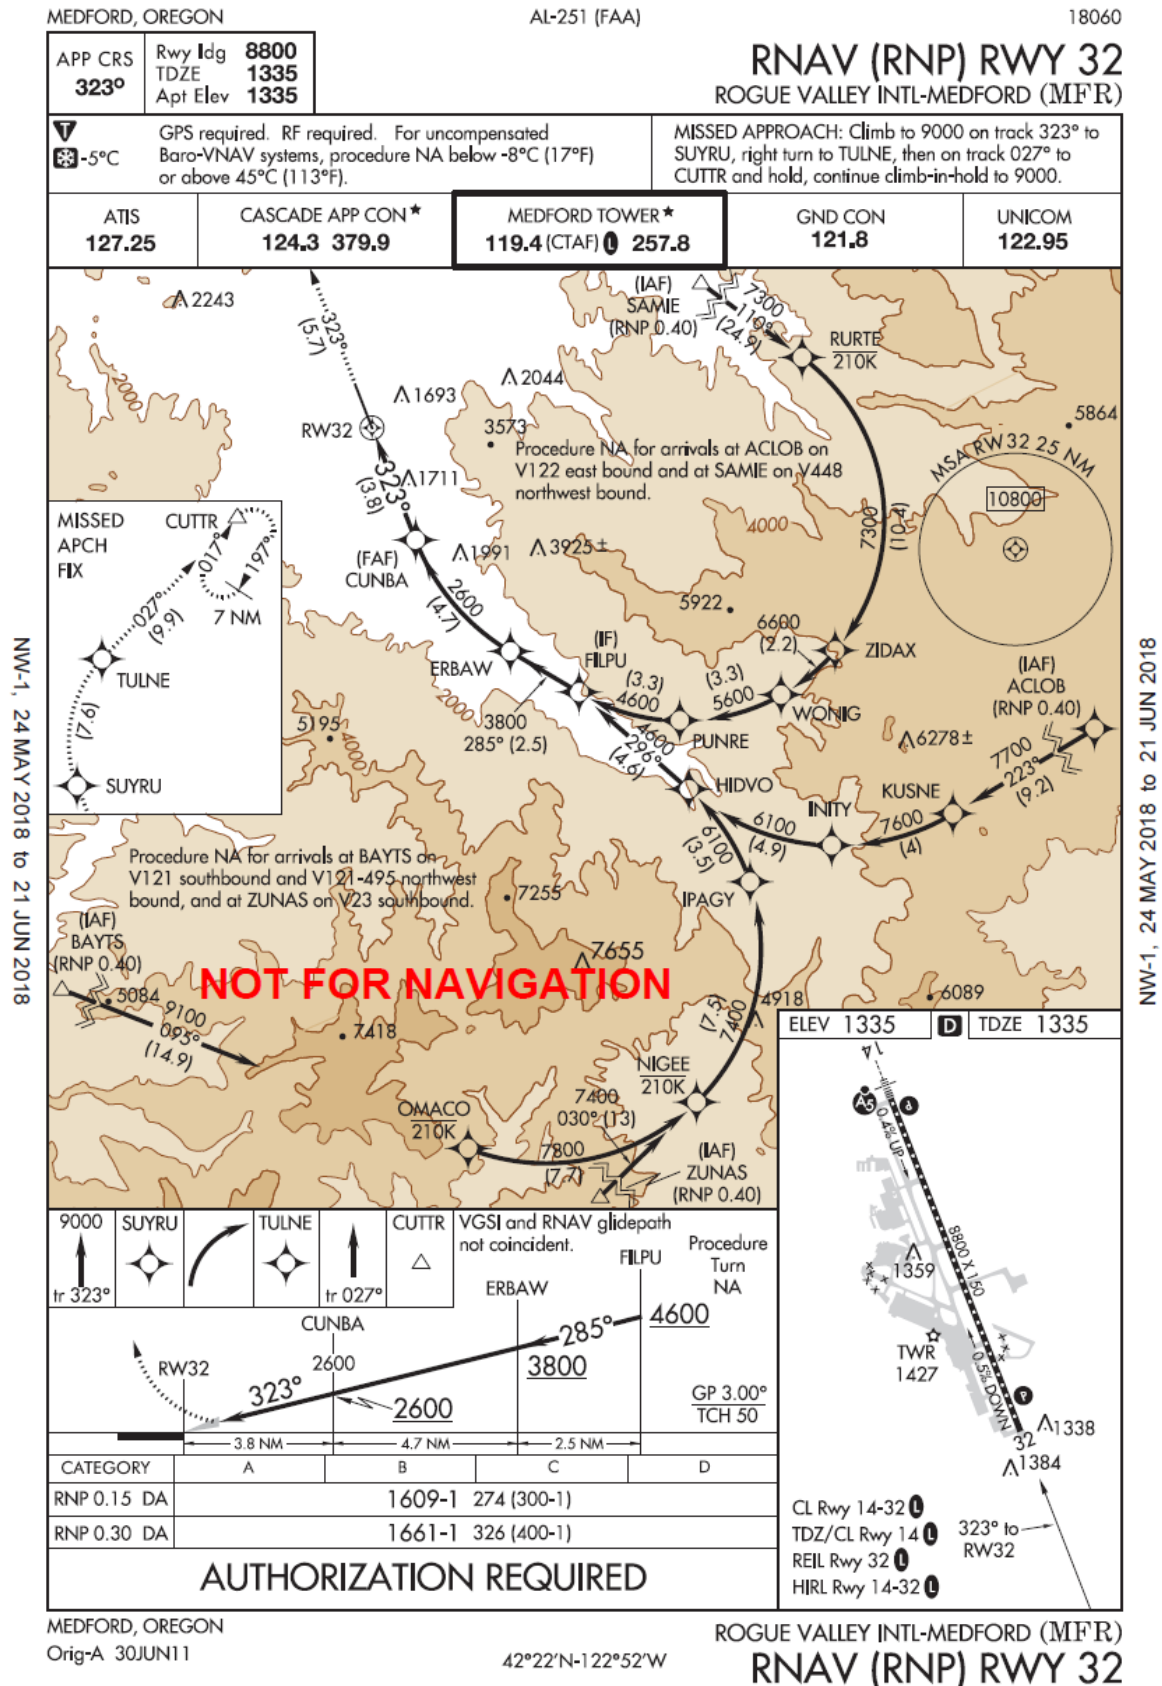 MEDFORD, OREGON
AL-251 (FAA)
18060
APP CRS
323°
Rwy ldg 8800
TDZE 1335
Apt Elev 1335
RNAV (RNP) RWY 32
ROGUE VALLEY INTL-MEDFORD (MFR)
T
-5°C
GPS required. RF required. For uncompensated
Baro-VNAV systems, procedure NA below -8°C (17°F)
or above 45°C (113°F).
MISSED APPROACH: Climb to 9000 on track 323° to
SUYRU, right turn to TULNE, then on track 027° to
CUTTR and hold, continue climb-in-hold to 9000.
ATIS
127.25
CASCADE APP CON★
124.3 379.9
MEDFORD TOWER★
119.4 (CTAF) L 257.8
GND CON
121.8
UNICOM
122.95
2243
323°
(5.7)
2000
(IAF)
SAMIE
(RNP 0.40)
7300
110°
(24.9)
RURTE
210K
1693
2044
RW32
3573
5864
Procedure NA for arrivals at ACLOB on
V122 east bound and at SAMIE on V448
northwest bound.
MSA RW32 25 NM
10800
323°
(3.8)
1711
4000
7300
(10.4)
MISSED
APCH
FIX
CUTTR
017°
197°
7 NM
027°
(9.9)
TULNE
(7.6)
SUYRU
(FAF)
CUNBA
1991
3925±
2600
(4.7)
5922
6600
(2.2)
ZIDAX
ERBAW
(IF)
FILPU
(3.3)
4600
(3.3)
5600
WONIG
PUNRE
(IAF)
ACLOB
(RNP 0.40)
2000
3800
285° (2.5)
5195
4000
4600
296°
(4.6)
6278±
7700
223°
(9.2)
HIDVO
INITY
KUSNE
6100
(4.9)
7600
(4)
6100
(3.5)
IPAGY
Procedure NA for arrivals at BAYTS on
V121 southbound and V121-495 northwest
bound, and at ZUNAS on V23 southbound.
7255
(IAF)
BAYTS
(RNP 0.40)
7655
NOT FOR NAVIGATION
5084
9100
095°
(14.9)
7418
(7.5)
7400
4918
6089
NIGEE
210K
OMACO
210K
7400
030° (13)
7800
(7.7)
(IAF)
ZUNAS
(RNP 0.40)
ELEV 1335
D
TDZE 1335
14
A5
P
0.4% UP
8800 X 150
1359
TWR
1427
0.5% DOWN
P
32
1338
1384
323° to
RW32
CL Rwy 14-32 L
TDZ/CL Rwy 14 L
REIL Rwy 32 L
HIRL Rwy 14-32 L
9000
tr 323°
SUYRU
TULNE
tr 027°
CUTTR
VGSI and RNAV glidepath
not coincident.
FILPU
Procedure
Turn
NA
ERBAW
CUNBA
285°
4600
RW32
2600
3800
323°
2600
GP 3.00°
TCH 50
3.8 NM
4.7 NM
2.5 NM
CATEGORY
A
B
C
D
RNP 0.15 DA
1609-1 274 (300-1)
RNP 0.30 DA
1661-1 326 (400-1)
AUTHORIZATION REQUIRED
MEDFORD, OREGON
Orig-A 30JUN11
42°22'N-122°52'W
ROGUE VALLEY INTL-MEDFORD (MFR)
RNAV (RNP) RWY 32
NW-1, 24 MAY 2018 to 21 JUN 2018
NW-1, 24 MAY 2018 to 21 JUN 2018